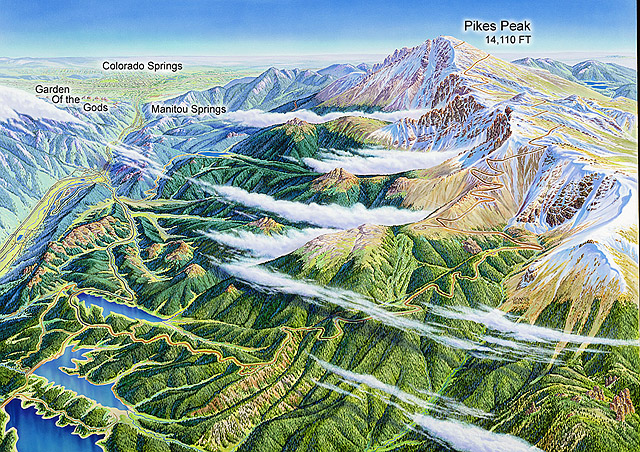 Pikes Peak
14,110 FT
Colorado Springs
Garden
Of the
Gods
Manitou Springs